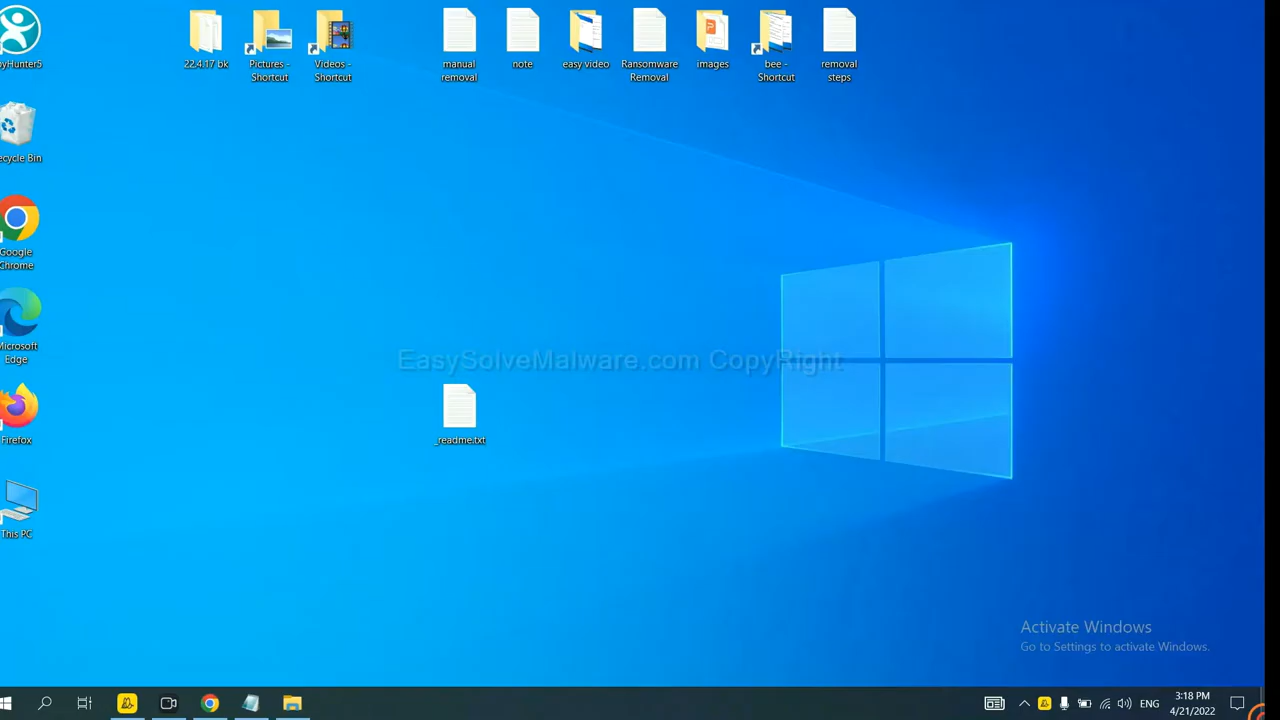 yHunter5
22.4.17 bk
Pictures -
Shortcut
Videos -
Shortcut
manual
removal
note
easy video
Ransomware
Removal
images
bee -
Shortcut
removal
steps
ecycle Bin
Google
Chrome
Microsoft
Edge
Firefox
This PC
EasySolveMalware.com CopyRight
_readme.txt
Activate Windows
Go to Settings to activate Windows.
ENG
3:18 PM
4/21/2022